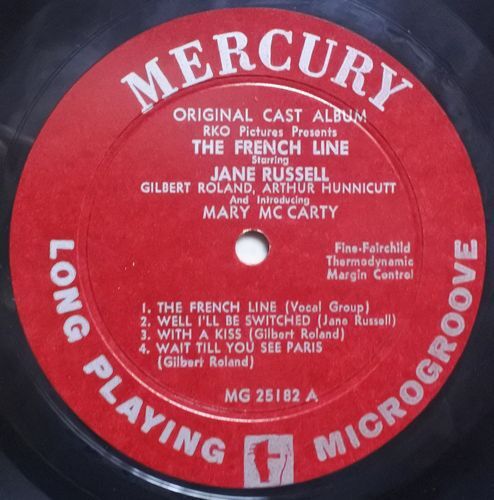 MERCURY
ORIGINAL CAST ALBUM
RKO Pictures Presents
THE FRENCH LINE
Starring
JANE RUSSELL
GILBERT ROLAND, ARTHUR HUNNICUTT
And Introducing
MARY MC CARTY
Fine-Fairchild
Thermodynamic
Margin Control
1. THE FRENCH LINE (Vocal Group)
2. WELL I'LL BE SWITCHED (Jane Russell)
3. WITH A KISS (Gilbert Roland)
4. WAIT TILL YOU SEE PARIS
(Gilbert Roland)
MG 25182 A
LONG PLAYING MICROGROOVE